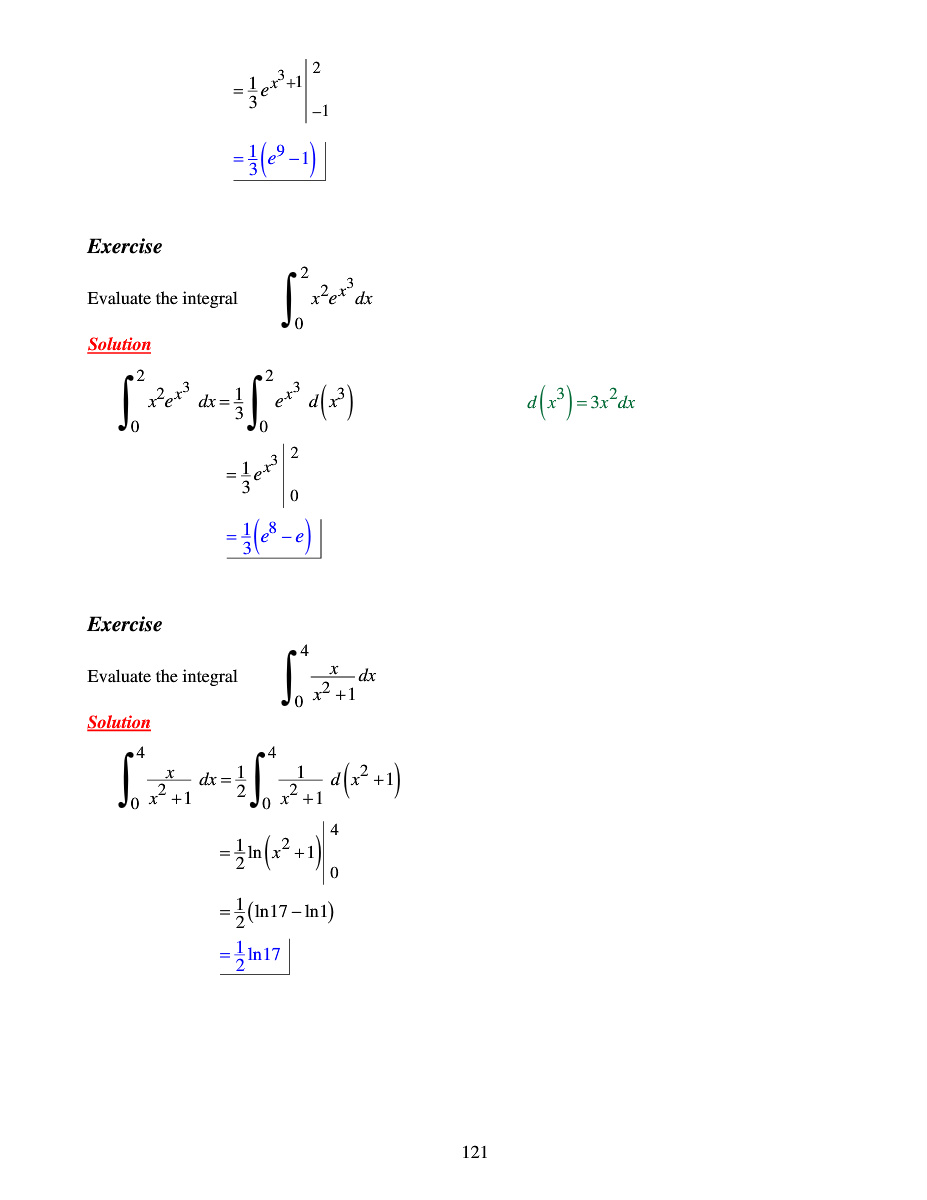 = \frac{1}{3} e^{x^3+1} \Big|_{-1}^{2}
= \frac{1}{3}\left(e^9 - 1\right)
Exercise
Evaluate the integral \int_0^2 x^2 e^{x^3} dx
Solution
\int_0^2 x^2 e^{x^3} dx = \frac{1}{3} \int_0^2 e^{x^3} d\left(x^3\right) d\left(x^3\right) = 3x^2 dx
= \frac{1}{3} e^{x^3} \Big|_0^2
= \frac{1}{3}\left(e^8 - e\right)
Exercise
Evaluate the integral \int_0^4 \frac{x}{x^2+1} dx
Solution
\int_0^4 \frac{x}{x^2+1} dx = \frac{1}{2} \int_0^4 \frac{1}{x^2+1} d\left(x^2+1\right)
= \frac{1}{2} \ln\left(x^2+1\right) \Big|_0^4
= \frac{1}{2}\left(\ln 17 - \ln 1\right)
= \frac{1}{2} \ln 17
121